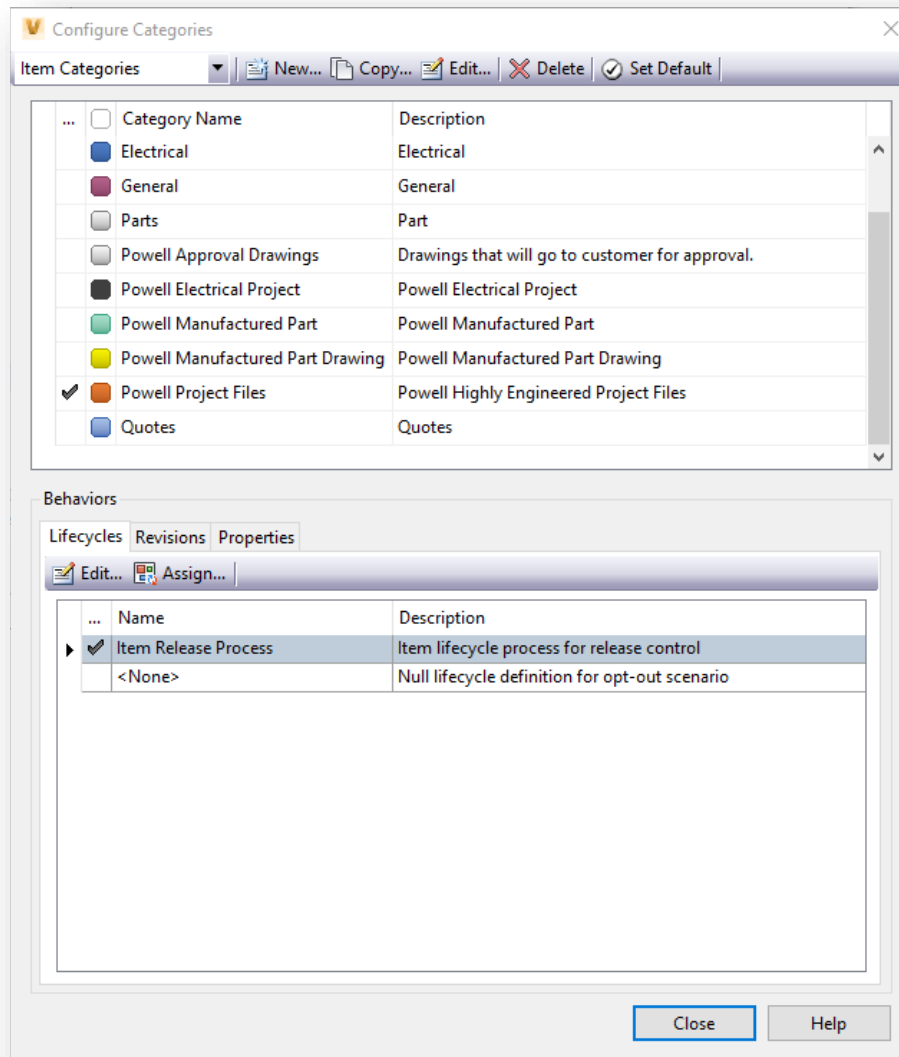 Configure Categories
Item Categories New... Copy... Edit... Delete Set Default
... Category Name Description
Electrical Electrical
General General
Parts Part
Powell Approval Drawings Drawings that will go to customer for approval.
Powell Electrical Project Powell Electrical Project
Powell Manufactured Part Powell Manufactured Part
Powell Manufactured Part Drawing Powell Manufactured Part Drawing
Powell Project Files Powell Highly Engineered Project Files
Quotes Quotes
Behaviors
Lifecycles Revisions Properties
Edit... Assign...
... Name Description
Item Release Process Item lifecycle process for release control
<None> Null lifecycle definition for opt-out scenario
Close Help